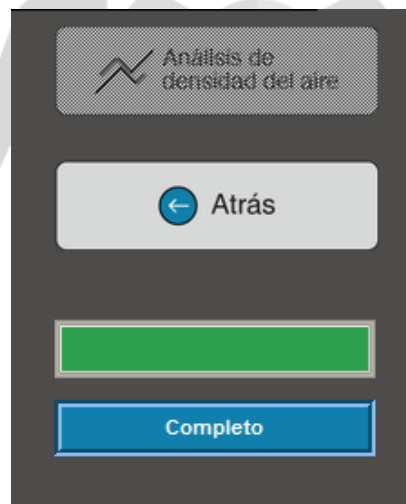 Análisis de
densidad del aire
Atrás
Completo